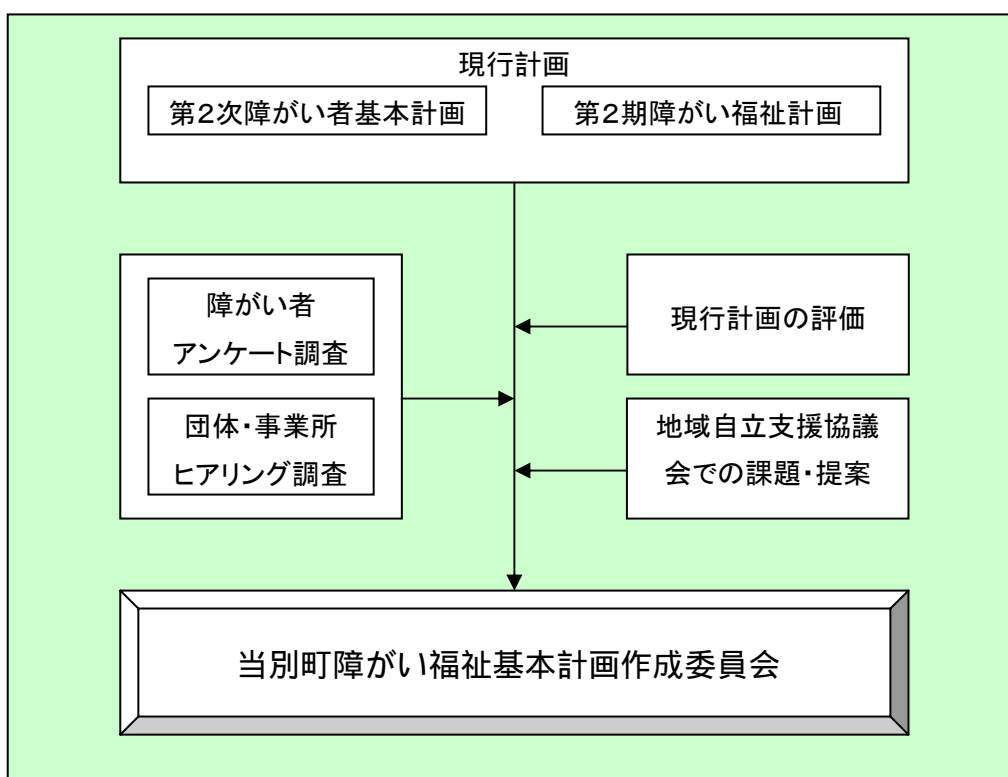 現行計画
第2次障がい者基本計画
第2期障がい福祉計画
障がい者
アンケート調査
団体・事業所
ヒアリング調査
現行計画の評価
地域自立支援協議
会での課題・提案
当別町障がい福祉基本計画作成委員会